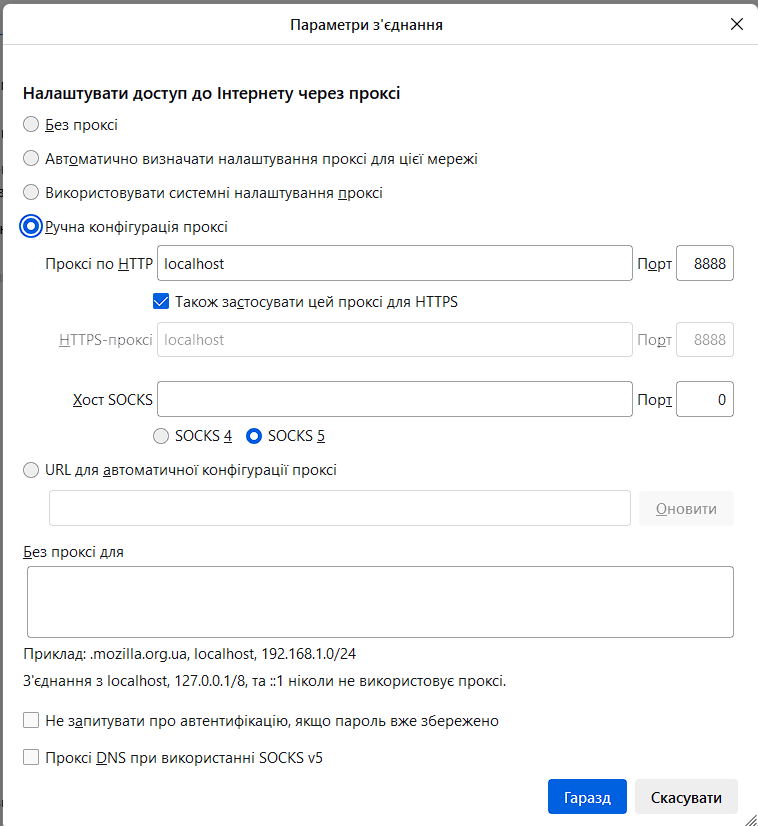 Параметри з'єднання
Налаштувати доступ до Інтернету через проксі
Без проксі
Автоматично визначати налаштування проксі для цієї мережі
Використовувати системні налаштування проксі
Ручна конфігурація проксі
Проксі по HTTP localhost Порт 8888
Також застосувати цей проксі для HTTPS
HTTPS-проксі localhost Порт 8888
Хост SOCKS Порт 0
SOCKS 4 SOCKS 5
URL для автоматичної конфігурації проксі
Оновити
Без проксі для
Приклад: .mozilla.org.ua, localhost, 192.168.1.0/24
З'єднання з localhost, 127.0.0.1/8, та ::1 ніколи не використовує проксі.
Не запитувати про автентифікацію, якщо пароль вже збережено
Проксі DNS при використанні SOCKS v5
Гаразд Скасувати